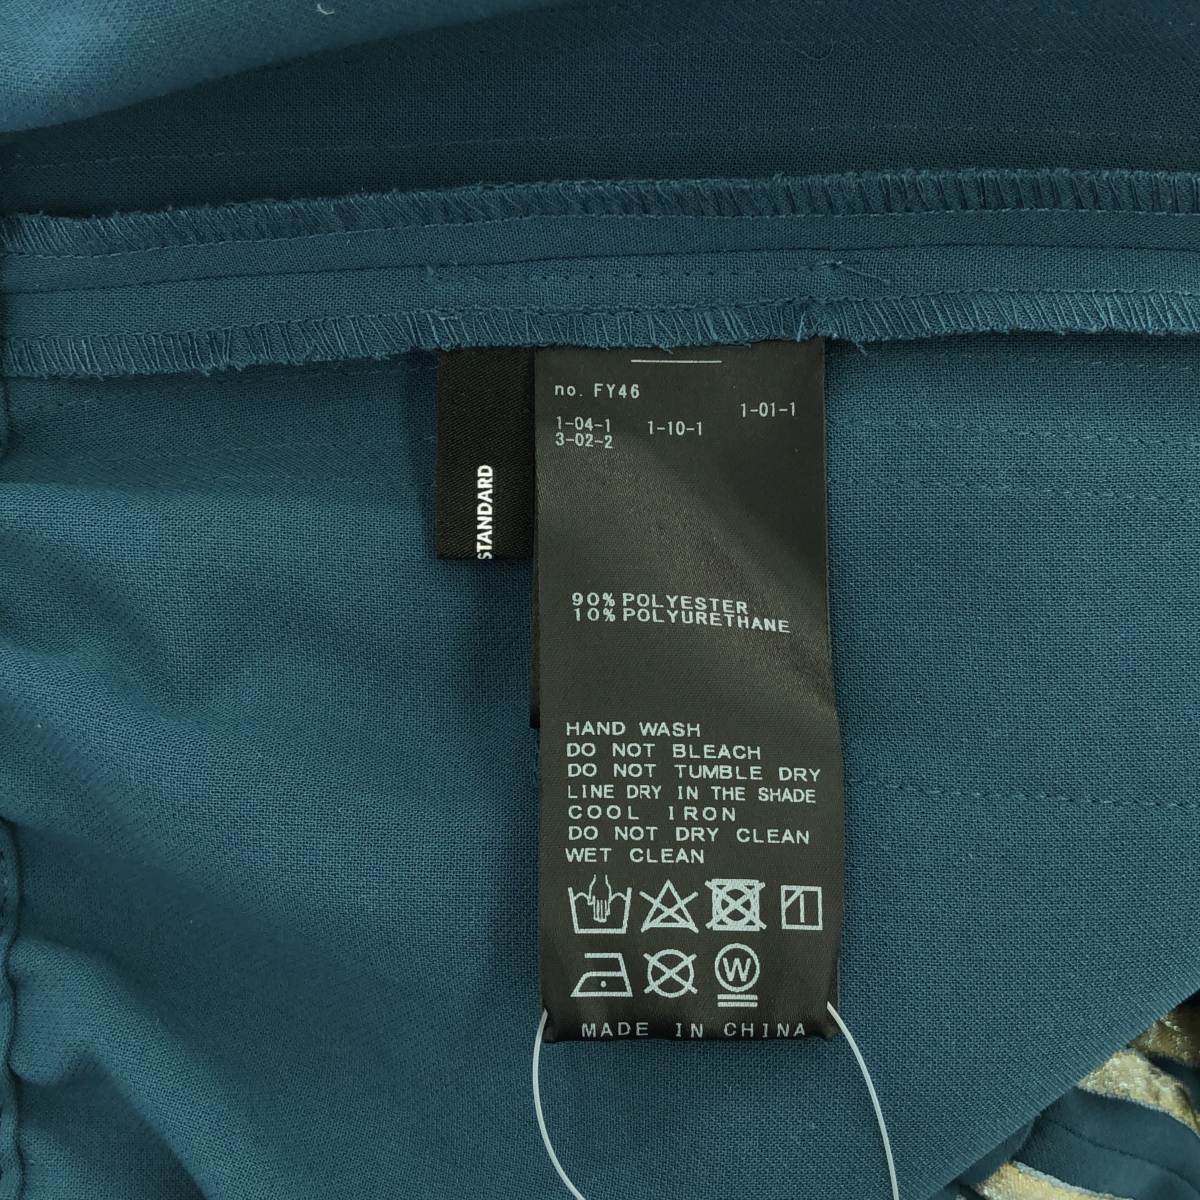 no. FY46
1-01-1
1-04-1 1-10-1
3-02-2
STANDARD
90% POLYESTER
10% POLYURETHANE
HAND WASH
DO NOT BLEACH
DO NOT TUMBLE DRY
LINE DRY IN THE SHADE
COOL IRON
DO NOT DRY CLEAN
WET CLEAN
W
MADE IN CHINA